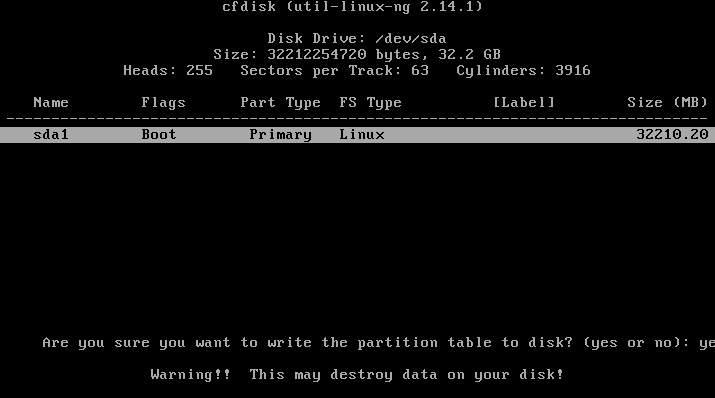 cfdisk (util-linux-ng 2.14.1)
Disk Drive: /dev/sda
Size: 32212254720 bytes, 32.2 GB
Heads: 255   Sectors per Track: 63   Cylinders: 3916
Name   Flags   Part Type   FS Type   [Label]   Size (MB)
sda1   Boot   Primary   Linux   32210.20
Are you sure you want to write the partition table to disk? (yes or no): ye
Warning!!  This may destroy data on your disk!